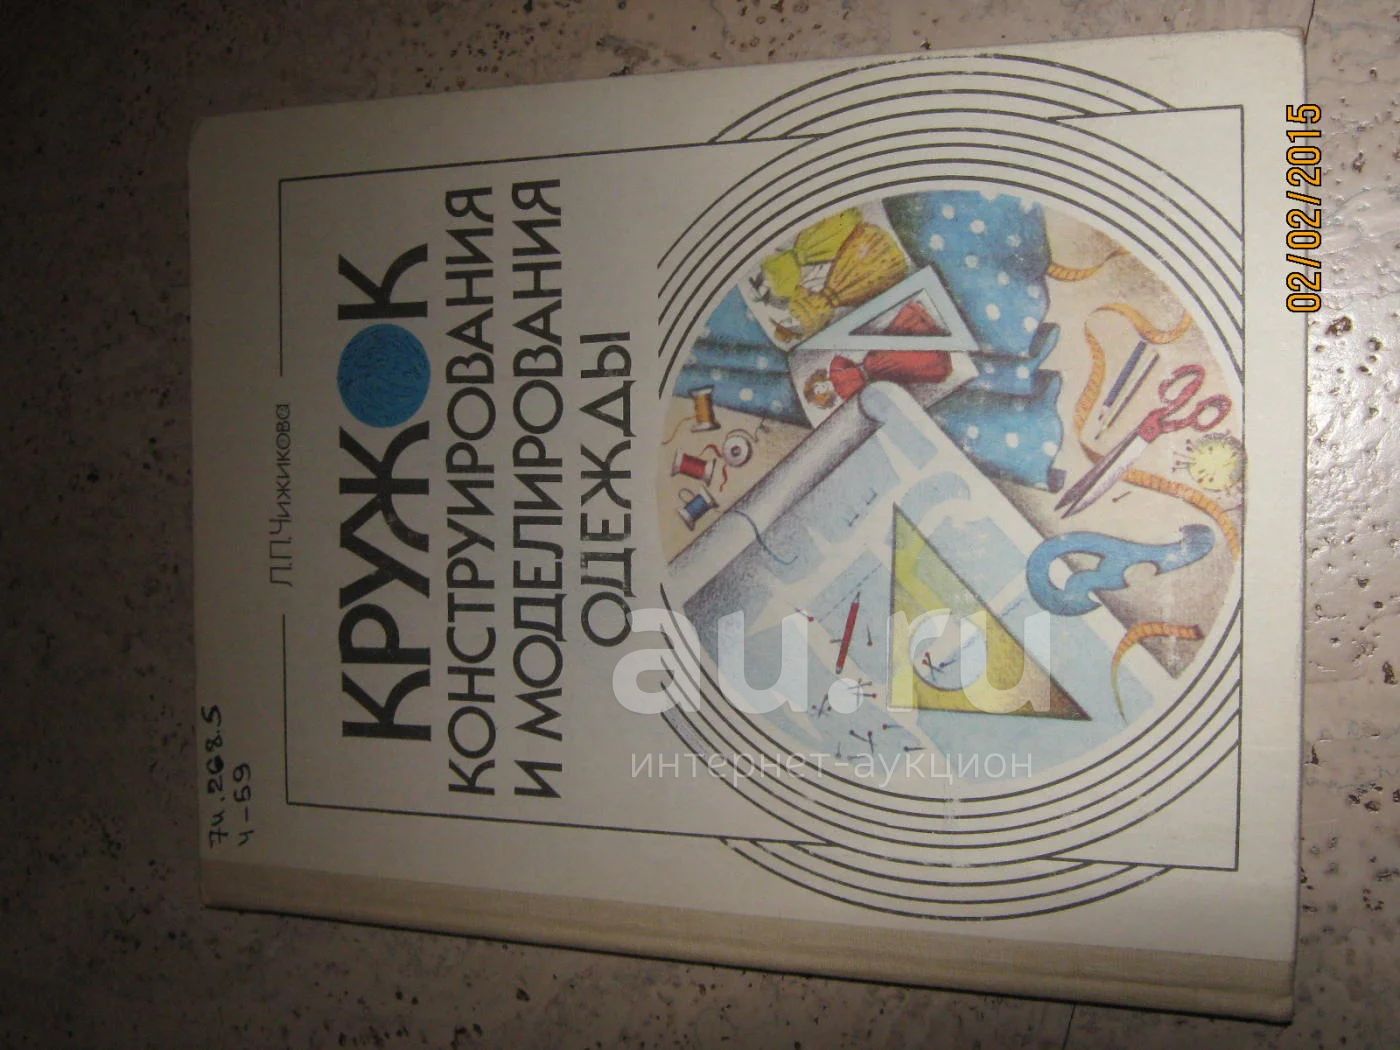 74.268.5
Ч-59
Л.П.Чижикова
КРУЖОК
КОНСТРУИРОВАНИЯ
И МОДЕЛИРОВАНИЯ
ОДЕЖДЫ
au.ru
интернет-аукцион
02/02/2015